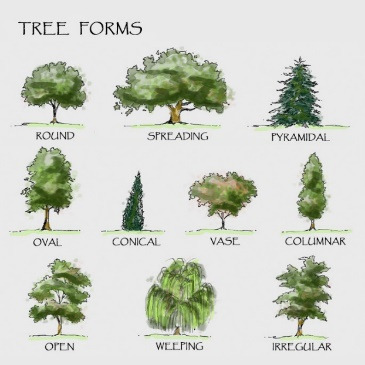 TREE FORMS
ROUND
SPREADING
PYRAMIDAL
OVAL
CONICAL
VASE
COLUMNAR
OPEN
WEEPING
IRREGULAR